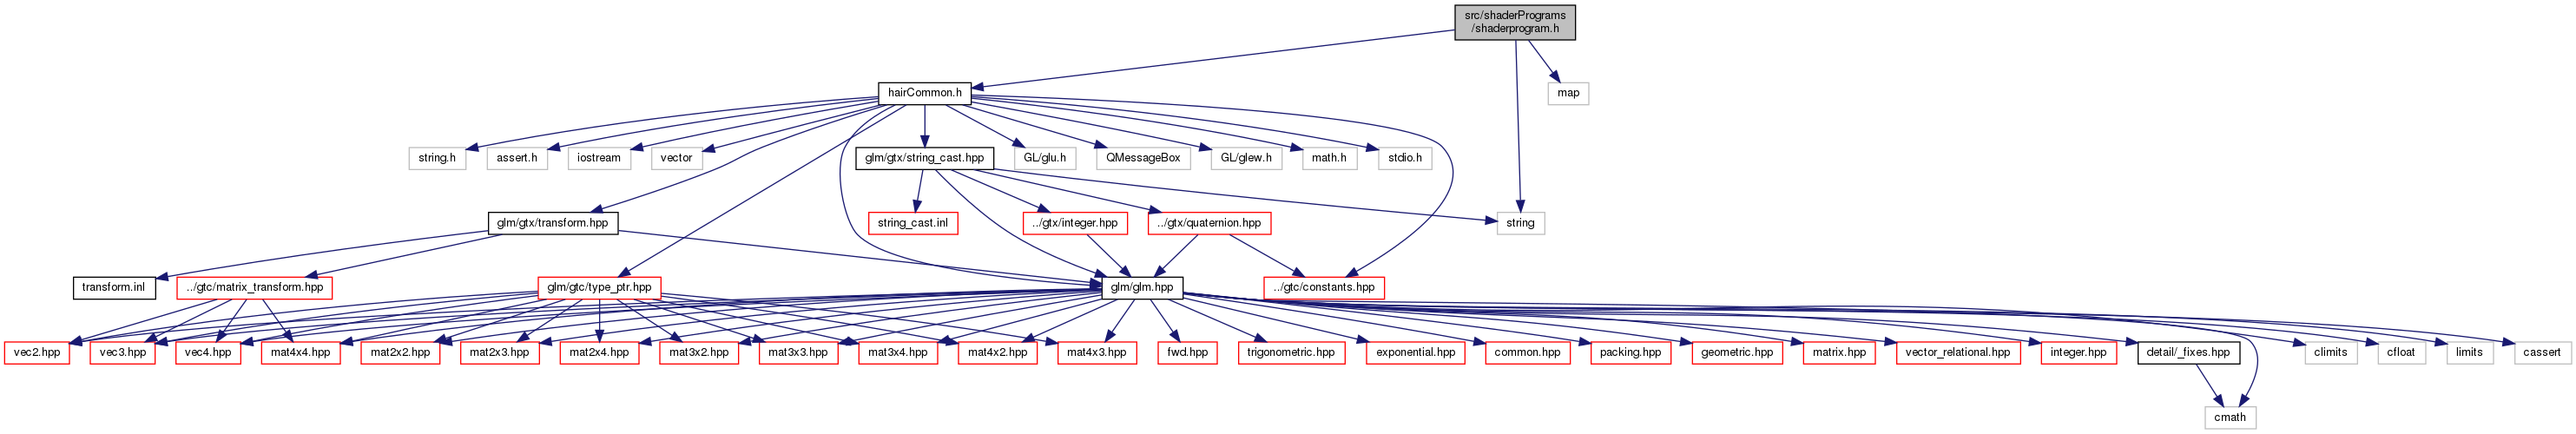 src/shaderPrograms
/shaderprogram.h
hairCommon.h
map
string.h
assert.h
iostream
vector
glm/gtx/string_cast.hpp
GL/glu.h
QMessageBox
GL/glew.h
math.h
stdio.h
glm/gtx/transform.hpp
string_cast.inl
../gtx/integer.hpp
../gtx/quaternion.hpp
string
transform.inl
../gtc/matrix_transform.hpp
glm/gtc/type_ptr.hpp
glm/glm.hpp
../gtc/constants.hpp
vec2.hpp
vec3.hpp
vec4.hpp
mat4x4.hpp
mat2x2.hpp
mat2x3.hpp
mat2x4.hpp
mat3x2.hpp
mat3x3.hpp
mat3x4.hpp
mat4x2.hpp
mat4x3.hpp
fwd.hpp
trigonometric.hpp
exponential.hpp
common.hpp
packing.hpp
geometric.hpp
matrix.hpp
vector_relational.hpp
integer.hpp
detail/_fixes.hpp
climits
cfloat
limits
cassert
cmath